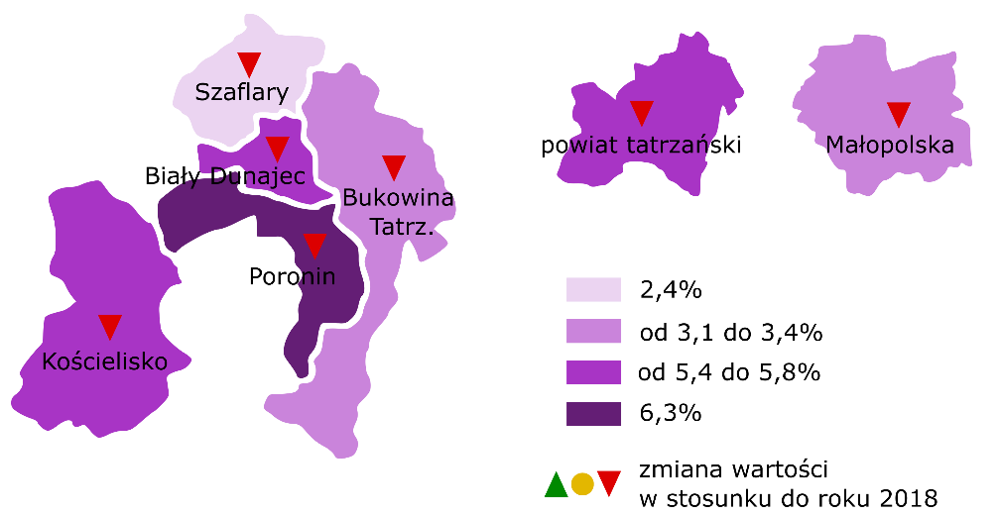 Szaflary
Biały Dunajec
Bukowina
Tatrz.
Poronin
Kościelisko
powiat tatrzański
Małopolska
2,4%
od 3,1 do 3,4%
od 5,4 do 5,8%
6,3%
zmiana wartości
w stosunku do roku 2018